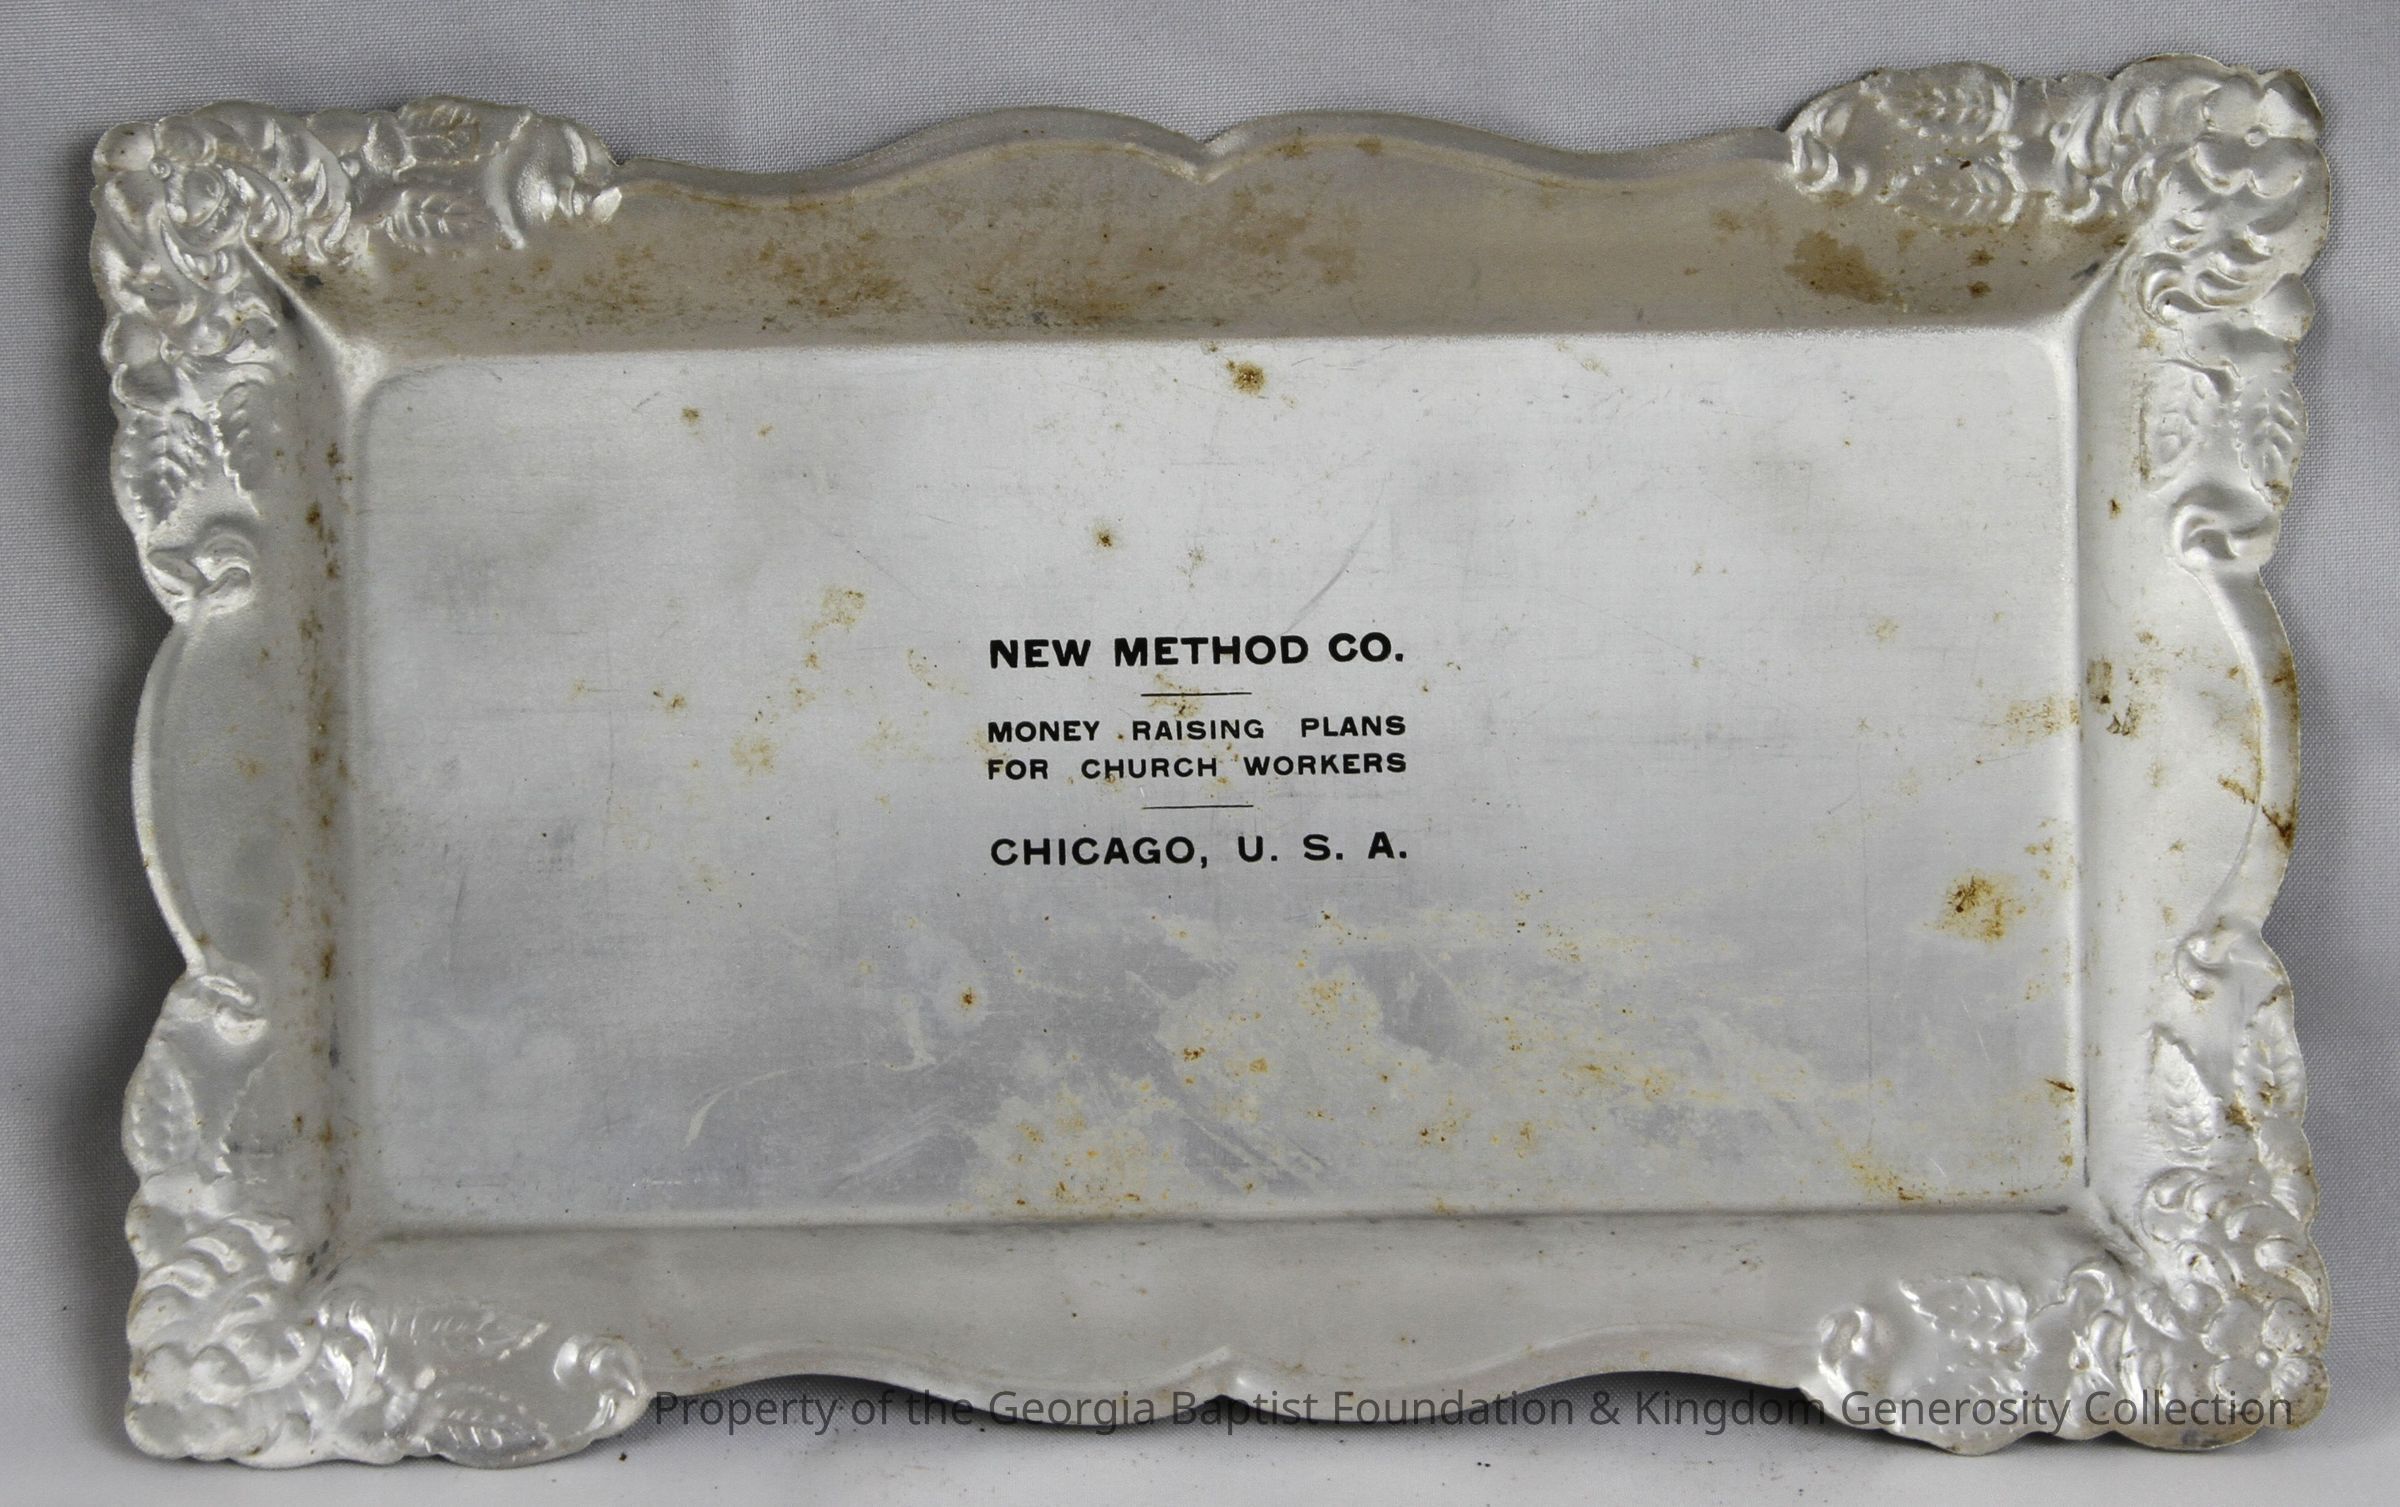 NEW METHOD CO.
MONEY RAISING PLANS
FOR CHURCH WORKERS
CHICAGO, U. S. A.
Property of the Georgia Baptist Foundation & Kingdom Generosity Collection